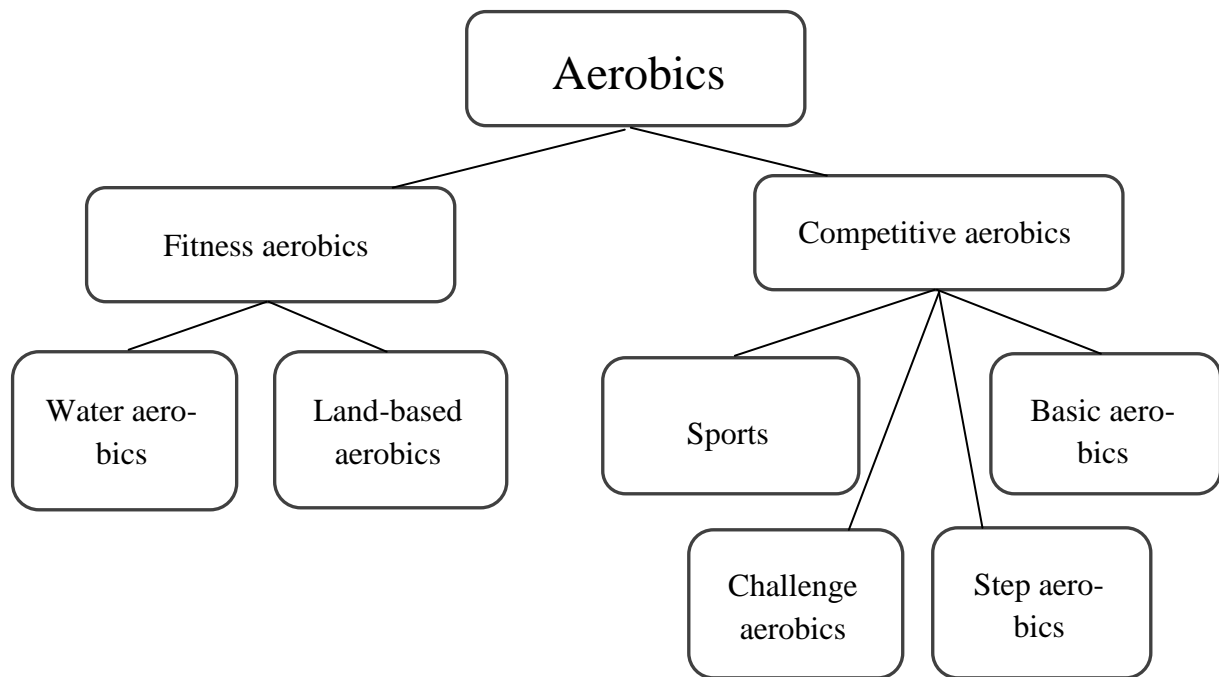 Aerobics
Fitness aerobics
Competitive aerobics
Water aero-
bics
Land-based
aerobics
Sports
Basic aero-
bics
Challenge
aerobics
Step aero-
bics